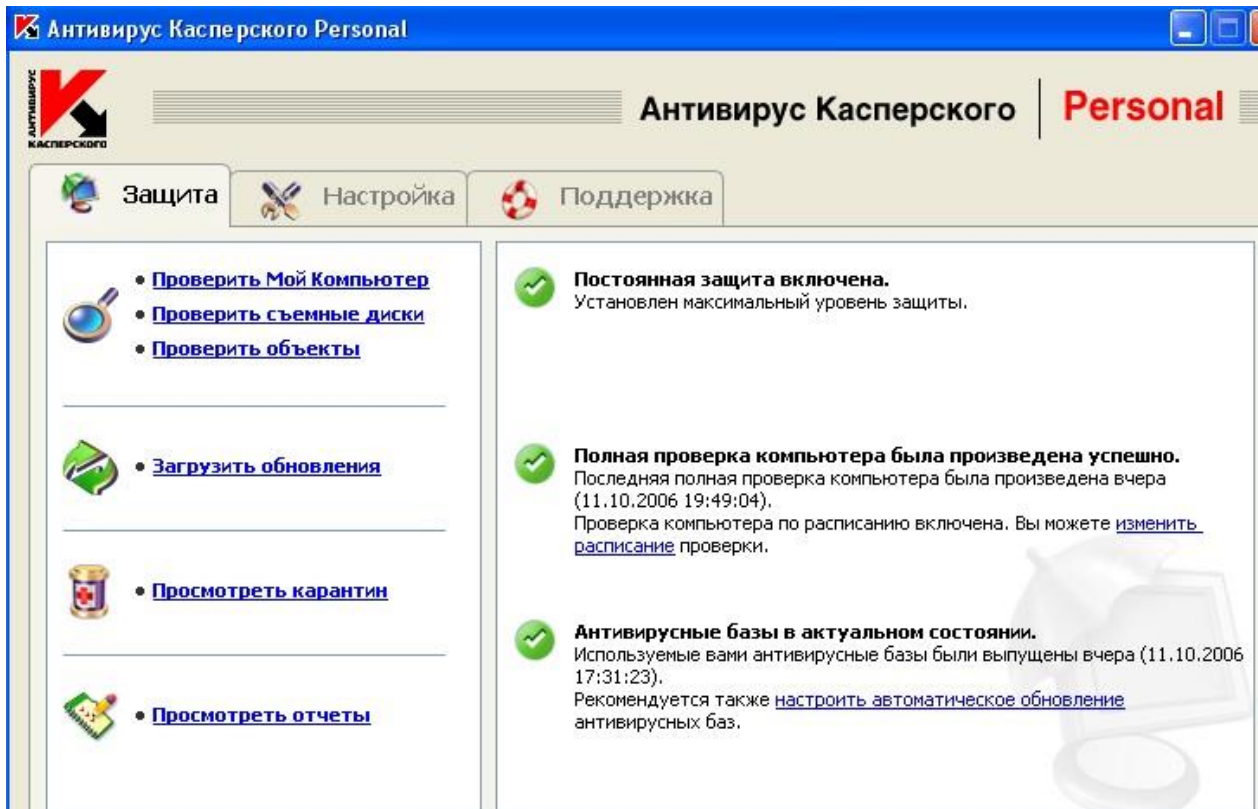 Антивирус Касперского Personal
АНТИВИРУС
КАСПЕРСКОГО
Антивирус Касперского Personal
Защита Настройка Поддержка
Проверить Мой Компьютер
Проверить съемные диски
Проверить объекты
Загрузить обновления
Просмотреть карантин
Просмотреть отчеты
Постоянная защита включена.
Установлен максимальный уровень защиты.
Полная проверка компьютера была произведена успешно.
Последняя полная проверка компьютера была произведена вчера
(11.10.2006 19:49:04).
Проверка компьютера по расписанию включена. Вы можете изменить
расписание проверки.
Антивирусные базы в актуальном состоянии.
Используемые вами антивирусные базы были выпущены вчера (11.10.2006
17:31:23).
Рекомендуется также настроить автоматическое обновление
антивирусных баз.